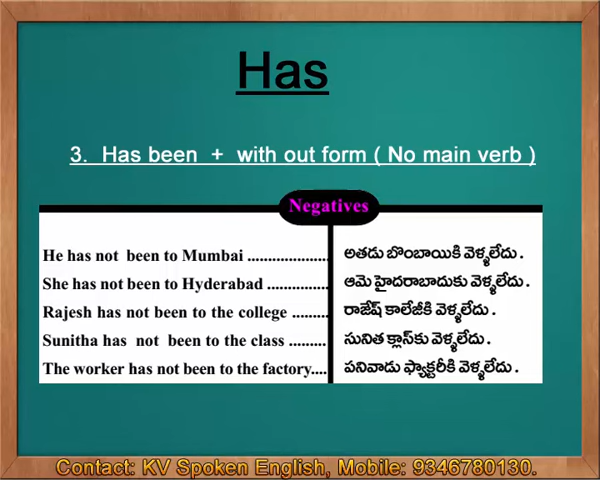 Has
3. Has been + with out form ( No main verb )
Negatives
He has not been to Mumbai ..................... అతడు బొంబాయికి వెళ్ళలేదు.
She has not been to Hyderabad ............... ఆమె హైదరాబాదుకు వెళ్ళలేదు.
Rajesh has not been to the college ......... రాజేష్ కాలేజీకి వెళ్ళలేదు.
Sunitha has not been to the class ......... సునిత క్లాస్‌కు వెళ్ళలేదు.
The worker has not been to the factory.... పనివాడు ఫ్యాక్టరీకి వెళ్ళలేదు.
Contact: KV Spoken English, Mobile: 9346780130.